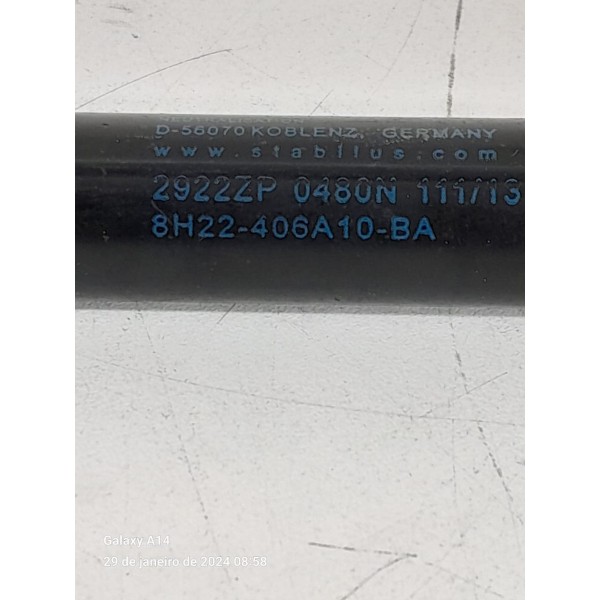 D-56070 KOBLENZ, GERMANY
www.stabilus.com /
2922ZP 0480N 111/13
8H22-406A10-BA
Galaxy A14
29 de janeiro de 2024 08:58